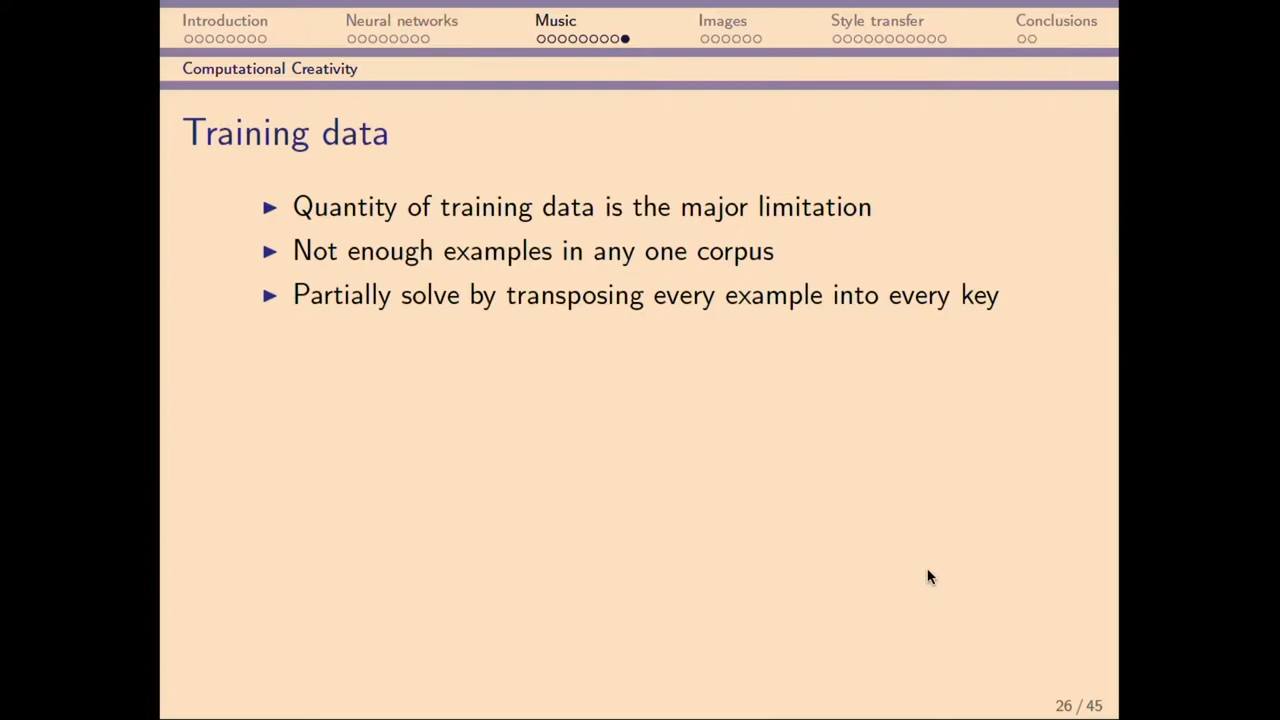 Introduction Neural networks Music Images Style transfer Conclusions
Computational Creativity
Training data
Quantity of training data is the major limitation
Not enough examples in any one corpus
Partially solve by transposing every example into every key
26 / 45